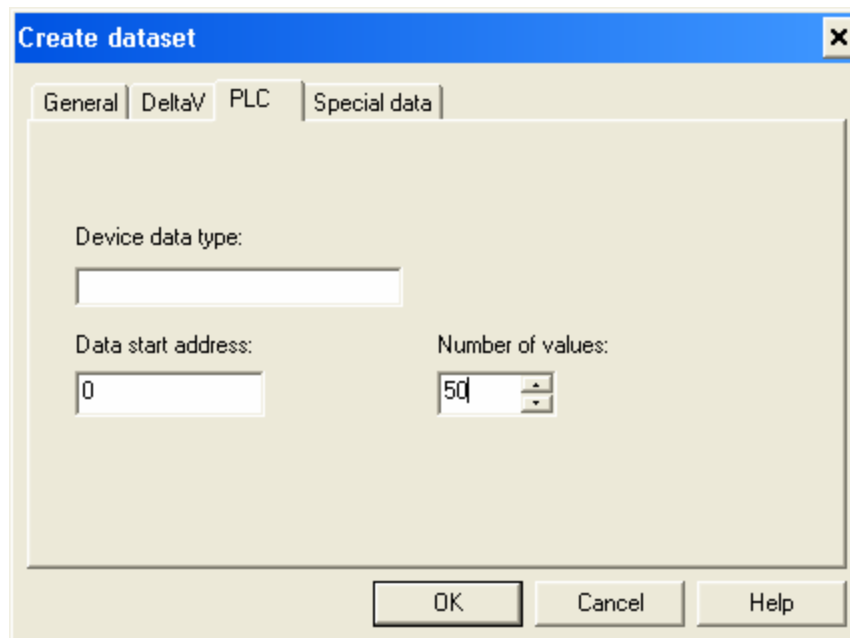 Create dataset
General DeltaV PLC Special data
Device data type:
Data start address: Number of values:
0 50
OK Cancel Help